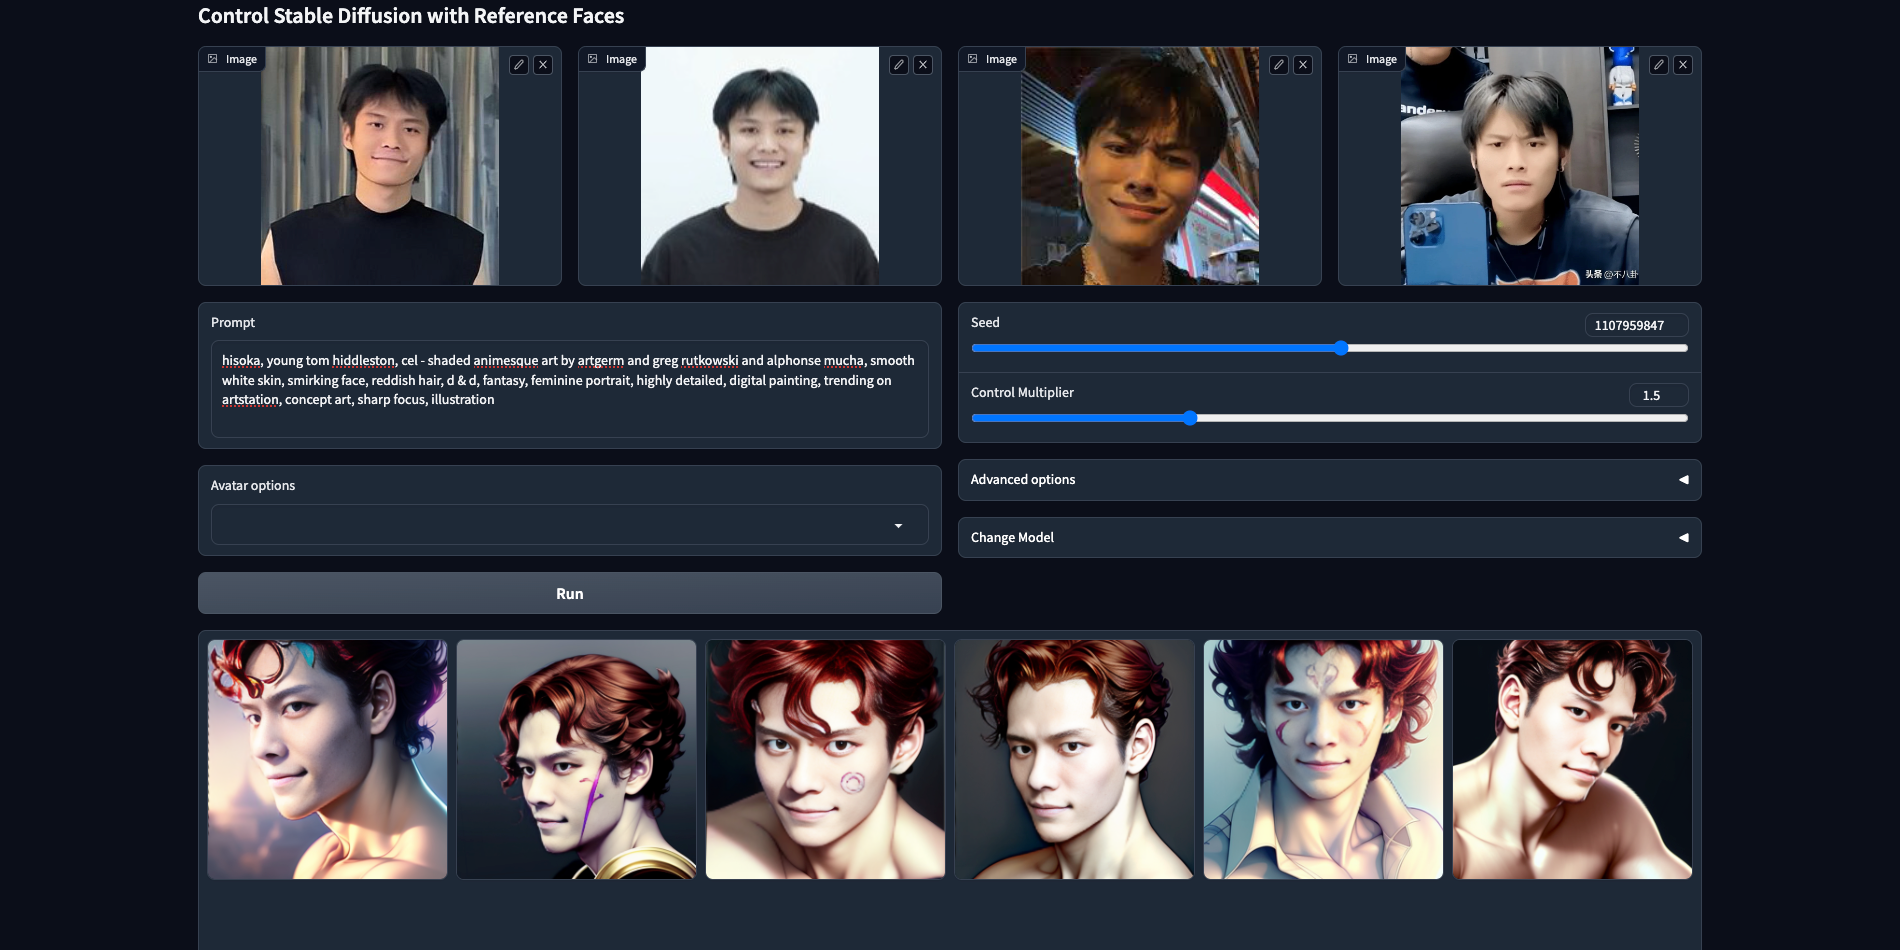 Control Stable Diffusion with Reference Faces
Image
Image
Image
Image
头条 @不八卦
Prompt
hisoka, young tom hiddleston, cel - shaded animesque art by artgerm and greg rutkowski and alphonse mucha, smooth
white skin, smirking face, reddish hair, d & d, fantasy, feminine portrait, highly detailed, digital painting, trending on
artstation, concept art, sharp focus, illustration
Seed
1107959847
Control Multiplier
1.5
Avatar options
Advanced options
Change Model
Run